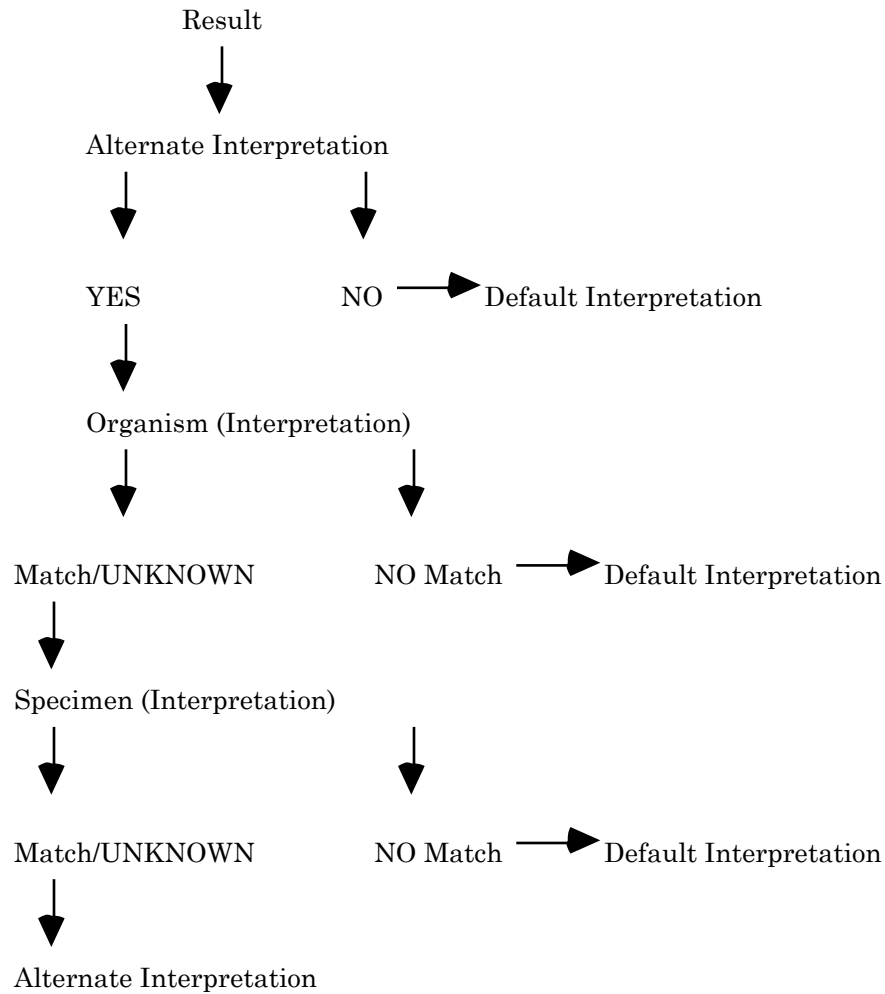 Result
Alternate Interpretation
YES NO Default Interpretation
Organism (Interpretation)
Match/UNKNOWN NO Match Default Interpretation
Specimen (Interpretation)
Match/UNKNOWN NO Match Default Interpretation
Alternate Interpretation